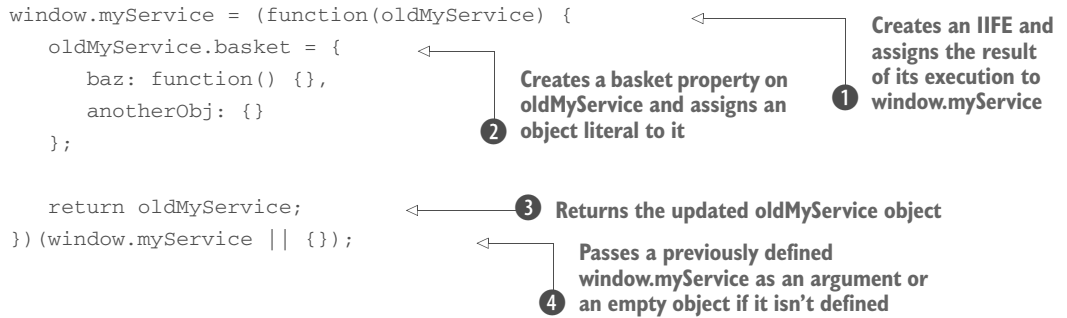 window.myService = (function(oldMyService) {
Creates an IIFE and
assigns the result
of its execution to
1 window.myService
oldMyService.basket = {
baz: function() {},
anotherObj: {}
};
Creates a basket property on
oldMyService and assigns an
2 object literal to it
return oldMyService;
3 Returns the updated oldMyService object
})(window.myService || {});
Passes a previously defined
window.myService as an argument or
4 an empty object if it isn't defined